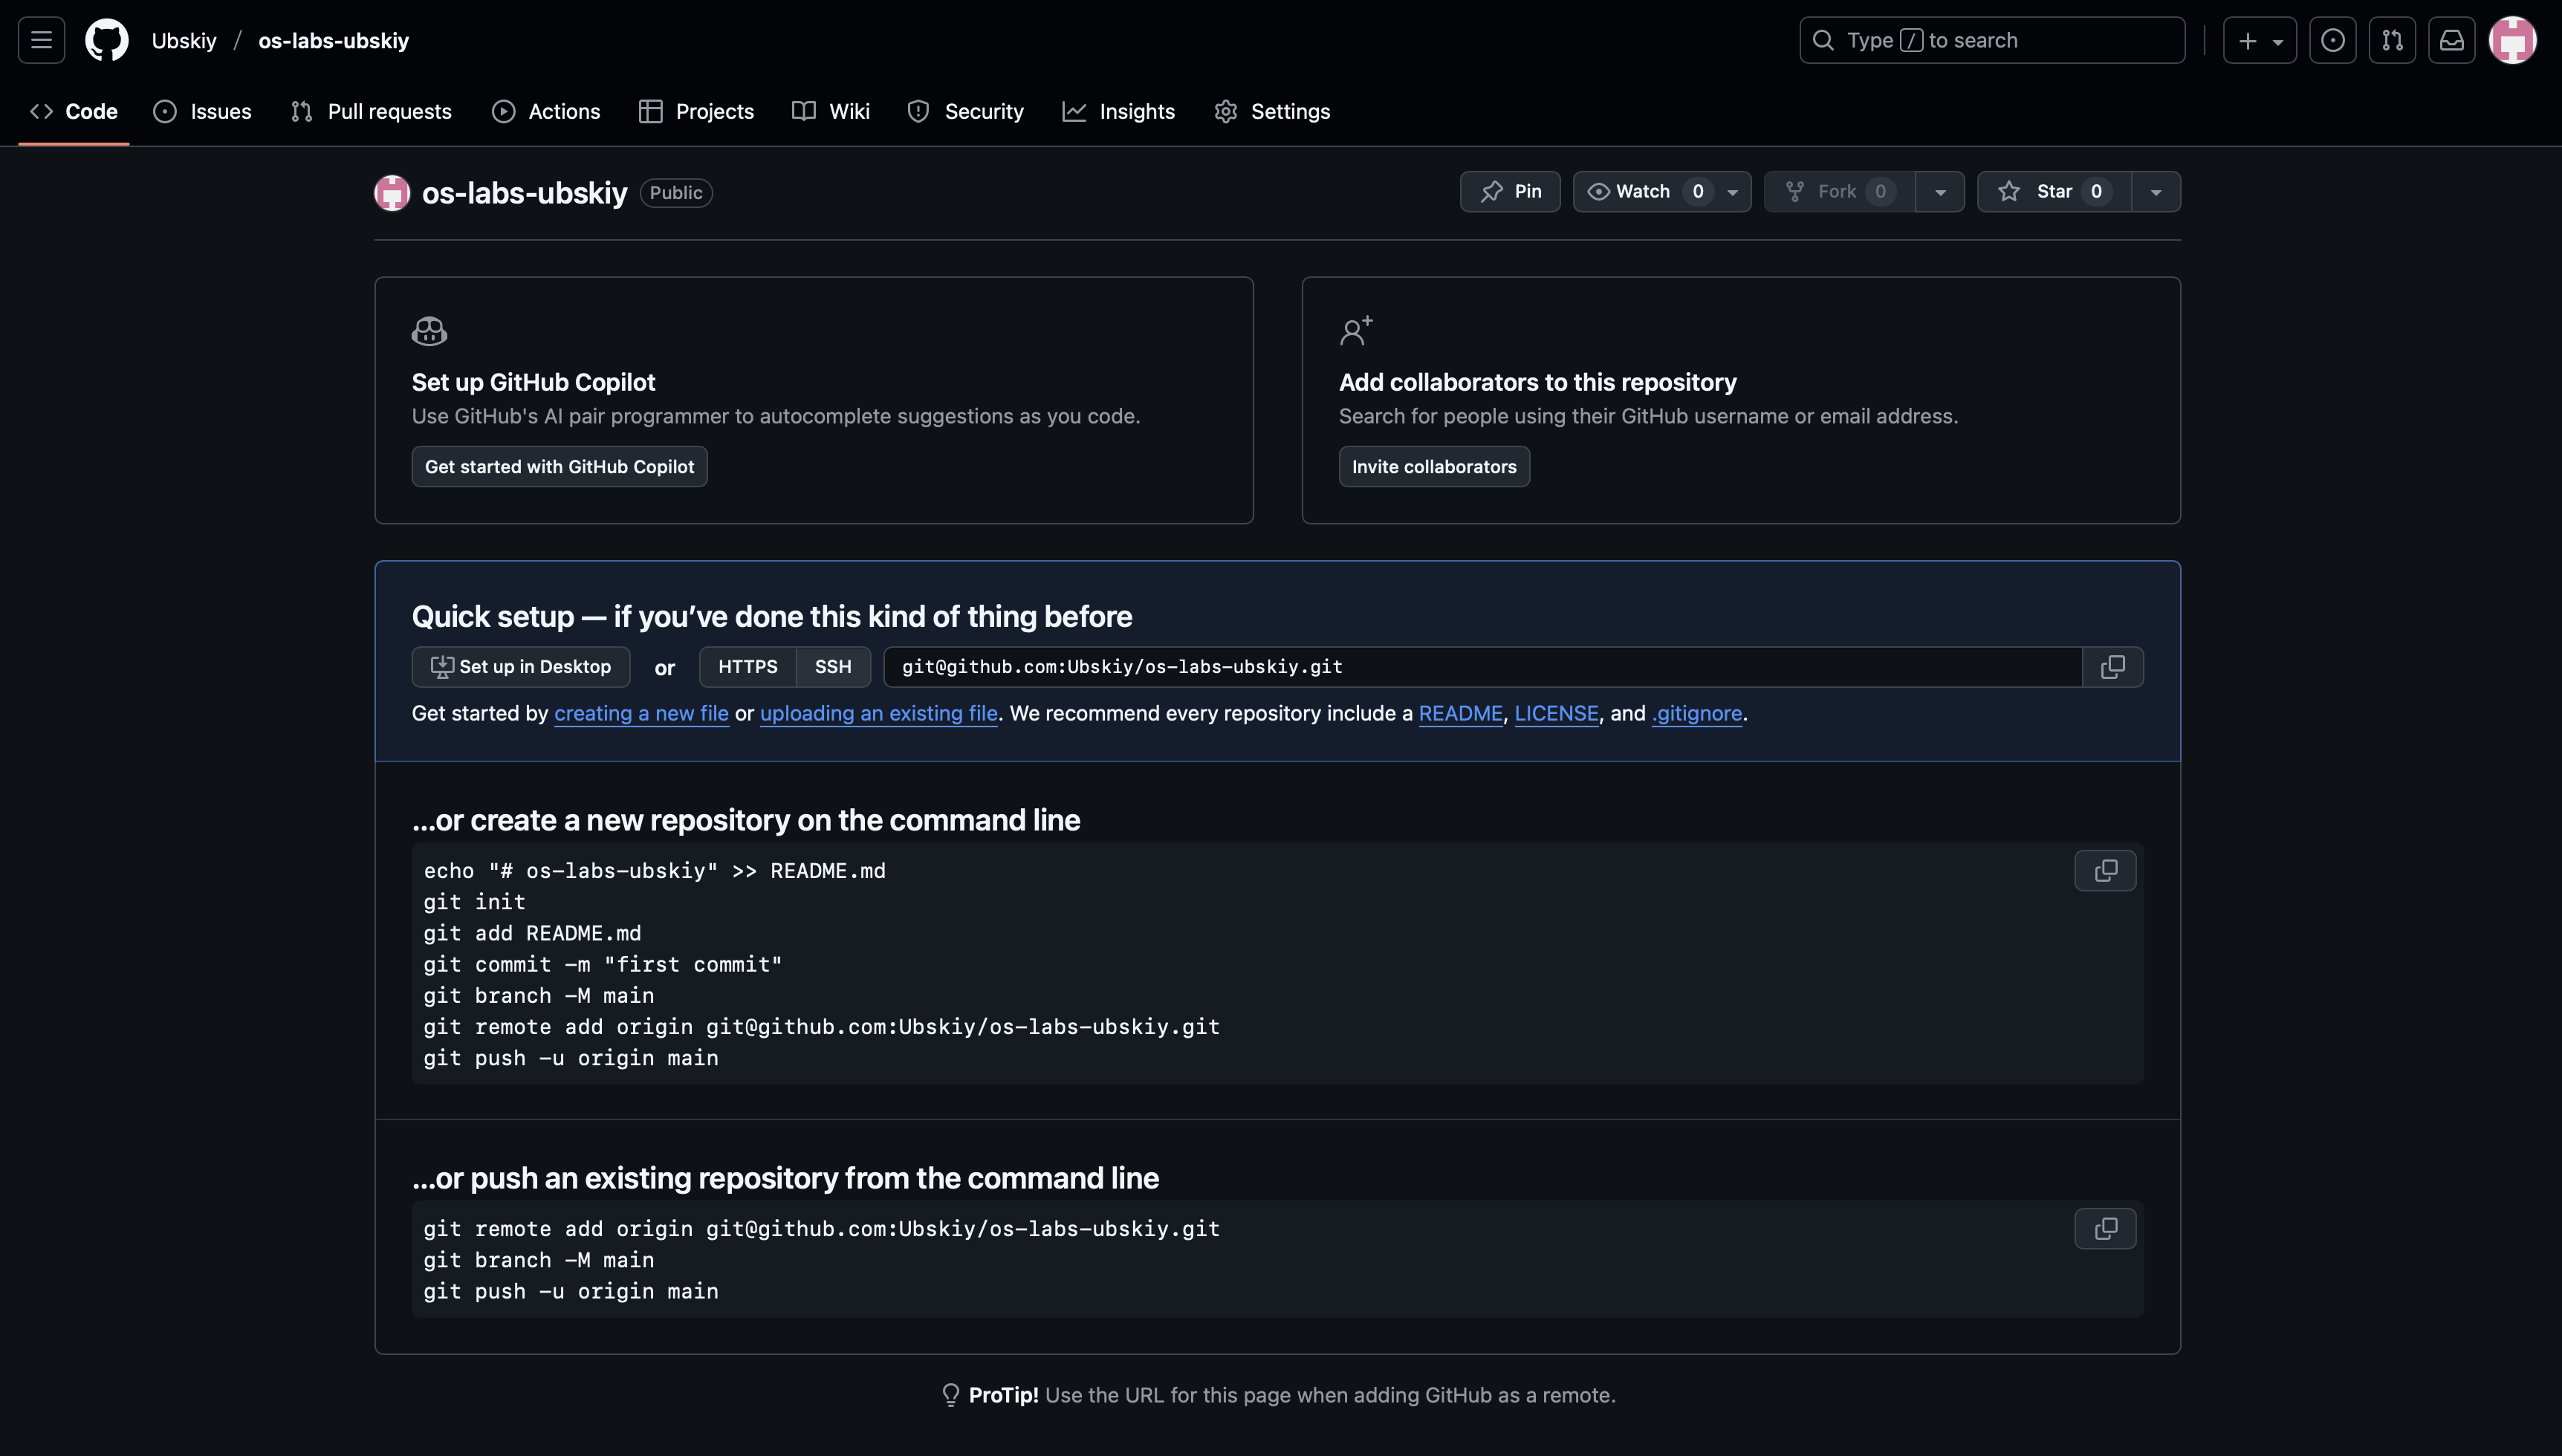 Ubskiy / os-labs-ubskiy
Type / to search
Code
Issues
Pull requests
Actions
Projects
Wiki
Security
Insights
Settings
os-labs-ubskiy Public
Pin
Watch 0
Fork 0
Star 0
Set up GitHub Copilot
Use GitHub's AI pair programmer to autocomplete suggestions as you code.
Get started with GitHub Copilot
Add collaborators to this repository
Search for people using their GitHub username or email address.
Invite collaborators
Quick setup — if you’ve done this kind of thing before
Set up in Desktop or HTTPS SSH git@github.com:Ubskiy/os-labs-ubskiy.git
Get started by creating a new file or uploading an existing file. We recommend every repository include a README, LICENSE, and .gitignore.
…or create a new repository on the command line
echo "# os-labs-ubskiy" >> README.md
git init
git add README.md
git commit -m "first commit"
git branch -M main
git remote add origin git@github.com:Ubskiy/os-labs-ubskiy.git
git push -u origin main
…or push an existing repository from the command line
git remote add origin git@github.com:Ubskiy/os-labs-ubskiy.git
git branch -M main
git push -u origin main
ProTip! Use the URL for this page when adding GitHub as a remote.